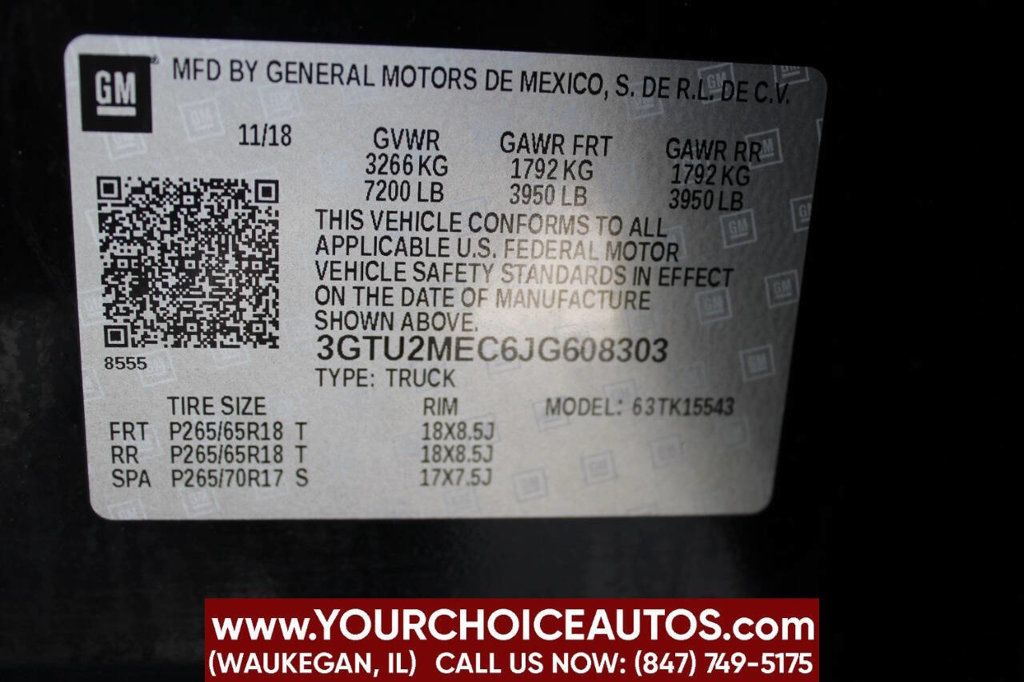 GM
MFD BY GENERAL MOTORS DE MEXICO, S. DE R.L. DE C.V.
11/18 GVWR GAWR FRT GAWR RR
3266 KG 1792 KG 1792 KG
7200 LB 3950 LB 3950 LB
THIS VEHICLE CONFORMS TO ALL
APPLICABLE U.S. FEDERAL MOTOR
VEHICLE SAFETY STANDARDS IN EFFECT
ON THE DATE OF MANUFACTURE
SHOWN ABOVE.
8555 3GTU2MEC6JG608303
TYPE: TRUCK
TIRE SIZE RIM MODEL: 63TK15543
FRT P265/65R18 T 18X8.5J
RR P265/65R18 T 18X8.5J
SPA P265/70R17 S 17X7.5J
www.YOURCHOICEAUTOS.com
(WAUKEGAN, IL) CALL US NOW: (847) 749-5175